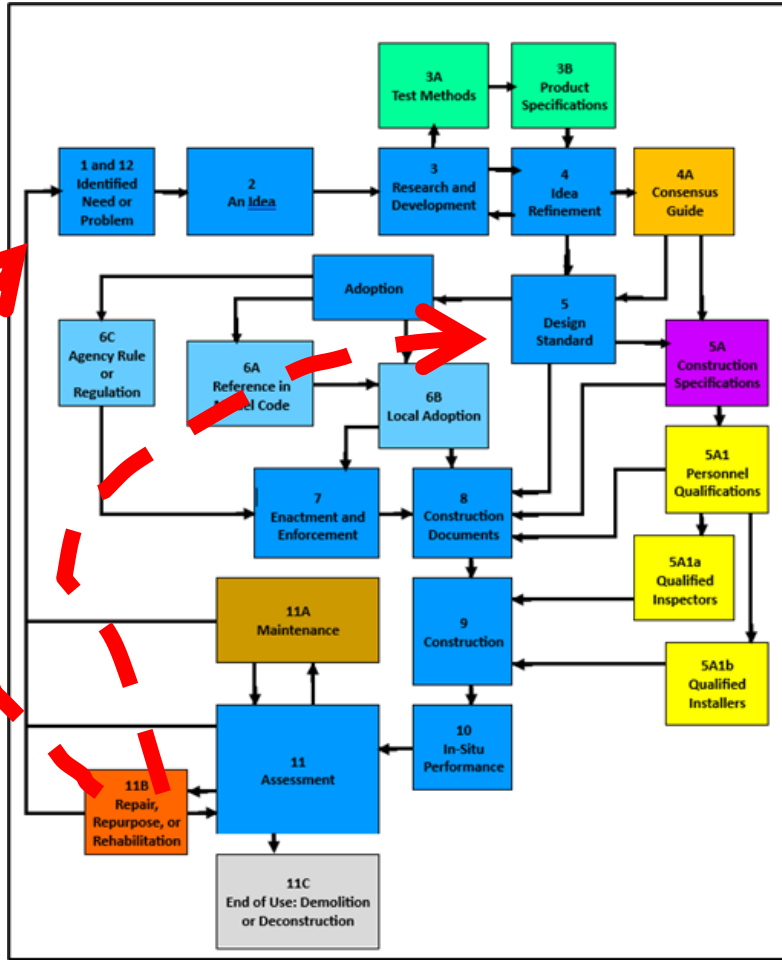 3A
Test Methods
3B
Product
Specifications
1 and 12
Identified
Need or
Problem
2
An Idea
3
Research and
Development
4
Idea
Refinement
4A
Consensus
Guide
Adoption
5
Design
Standard
6C
Agency Rule
or
Regulation
6A
Reference in
Model Code
6B
Local Adoption
5A
Construction
Specifications
5A1
Personnel
Qualifications
7
Enactment and
Enforcement
8
Construction
Documents
5A1a
Qualified
Inspectors
11A
Maintenance
9
Construction
5A1b
Qualified
Installers
11
Assessment
10
In-Situ
Performance
11B
Repair,
Repurpose, or
Rehabilitation
11C
End of Use: Demolition
or Deconstruction